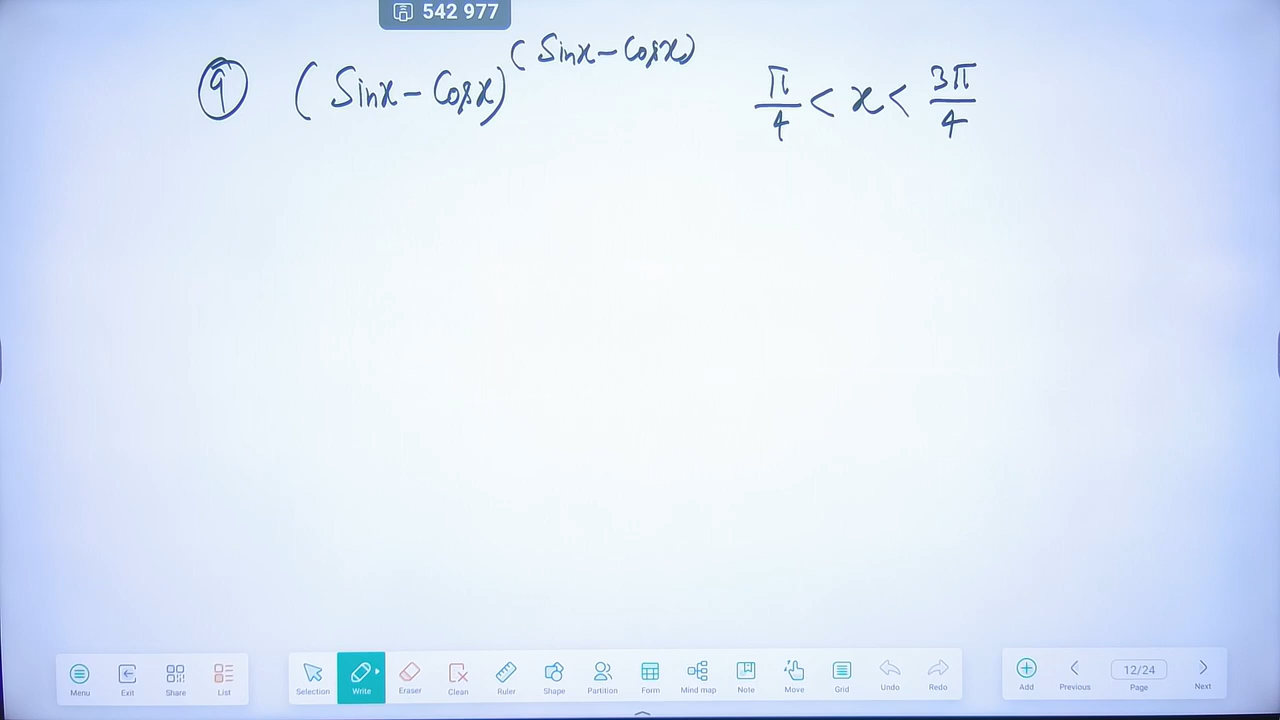 542 977
⑨ (Sinx-Cosx)^(Sinx-Cosx) π/4 < x < 3π/4
Menu Exit Share List Selection Write Eraser Clean Ruler Shape Partition Form Mind map Note Move Grid Undo Redo Add Previous 12/24 Page Next